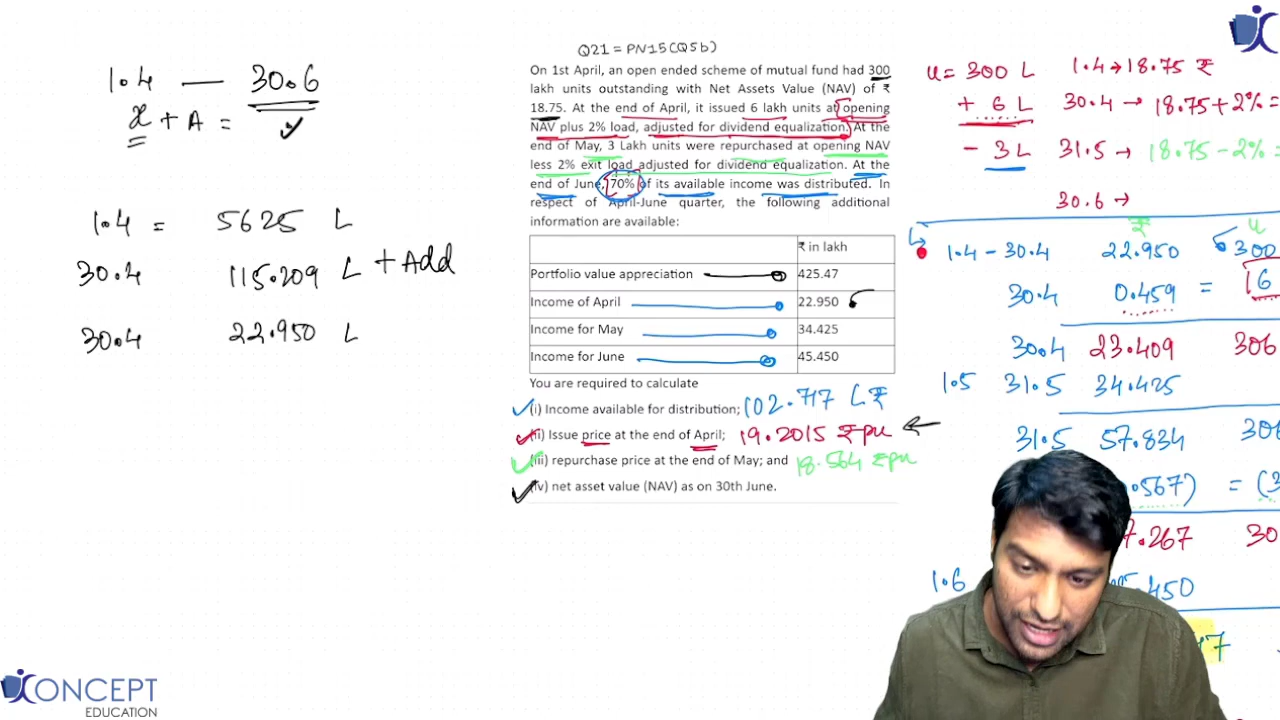 1.4 — 30.6
x + A = ✓
1.4 = 5625 L
30.4 115.209 L + Add
30.4 22.950 L
Q21 = PN15(Q5b)
On 1st April, an open ended scheme of mutual fund had 300
lakh units outstanding with Net Assets Value (NAV) of ₹
18.75. At the end of April, it issued 6 lakh units at opening
NAV plus 2% load, adjusted for dividend equalization. At the
end of May, 3 Lakh units were repurchased at opening NAV
less 2% exit load adjusted for dividend equalization. At the
end of June, 70% of its available income was distributed. In
respect of April-June quarter, the following additional
information are available:
₹ in lakh
Portfolio value appreciation 425.47
Income of April 22.950
Income for May 34.425
Income for June 45.450
You are required to calculate
(i) Income available for distribution; 102.717 L ₹
(ii) Issue price at the end of April; 19.2015 ₹ pu
(iii) repurchase price at the end of May; and 18.564 ₹ pu
(iv) net asset value (NAV) as on 30th June.
u = 300 L 1.4 → 18.75 ₹
+ 6 L 30.4 → 18.75 + 2% =
- 3 L 31.5 → 18.75 - 2% =
30.6 →
₹ u
1.4 - 30.4 22.950 300
30.4 0.459 = 6
30.4 23.409 306
1.5 31.5 34.425
31.5 57.834 306
.567) = (3
7.267 30
1.6 .450
7
CONCEPT
EDUCATION